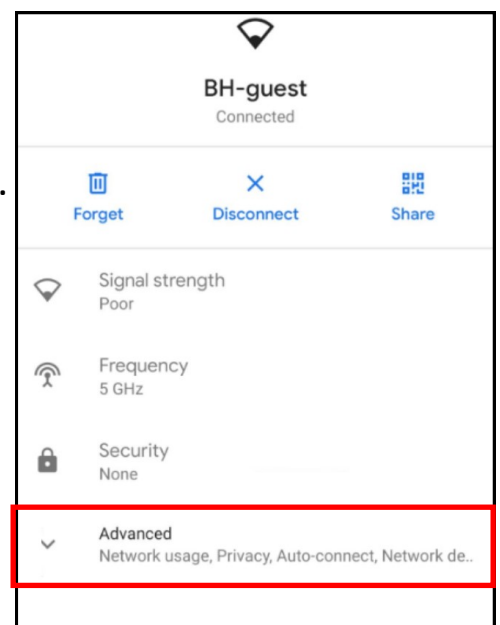 BH-guest
Connected
Forget Disconnect Share
Signal strength
Poor
Frequency
5 GHz
Security
None
Advanced
Network usage, Privacy, Auto-connect, Network de..